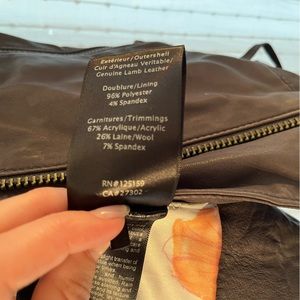 Extérieur/Outershell
Cuir d'Agneau Veritable/
Genuine Lamb Leather
Doublure/Lining
96% Polyester
4% Spandex
Garnitures/Trimmings
67% Acrylique/Acrylic
26% Laine/Wool
7% Spandex
RN#125159
CA#27302